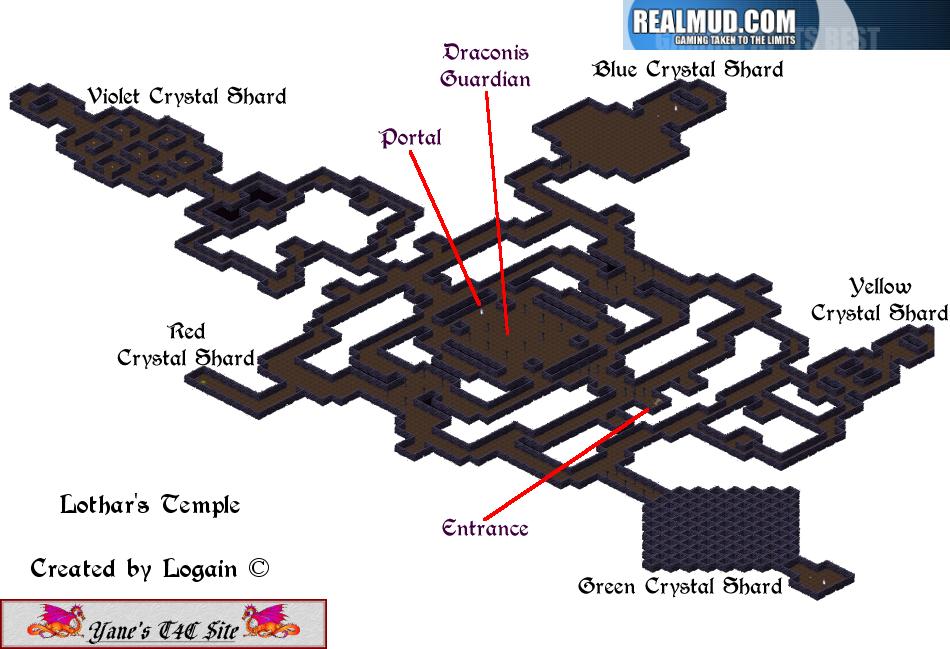 REALMUD.COM
GAMING TAKEN TO THE LIMITS
Draconis
Guardian
Blue Crystal Shard
Violet Crystal Shard
Portal
Yellow
Crystal Shard
Red
Crystal Shard
Lothar's Temple
Entrance
Created by Logain ©
Green Crystal Shard
Yane's T4C Site